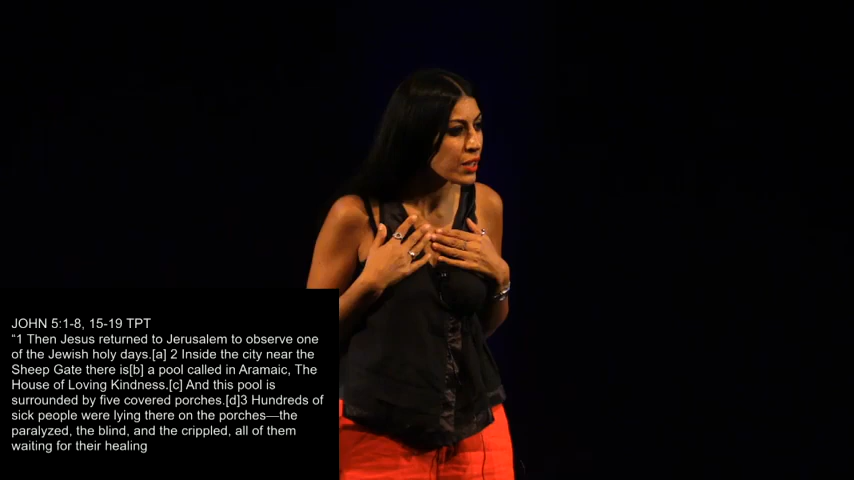 JOHN 5:1-8, 15-19 TPT
“1 Then Jesus returned to Jerusalem to observe one
of the Jewish holy days.[a] 2 Inside the city near the
Sheep Gate there is[b] a pool called in Aramaic, The
House of Loving Kindness.[c] And this pool is
surrounded by five covered porches.[d]3 Hundreds of
sick people were lying there on the porches—the
paralyzed, the blind, and the crippled, all of them
waiting for their healing